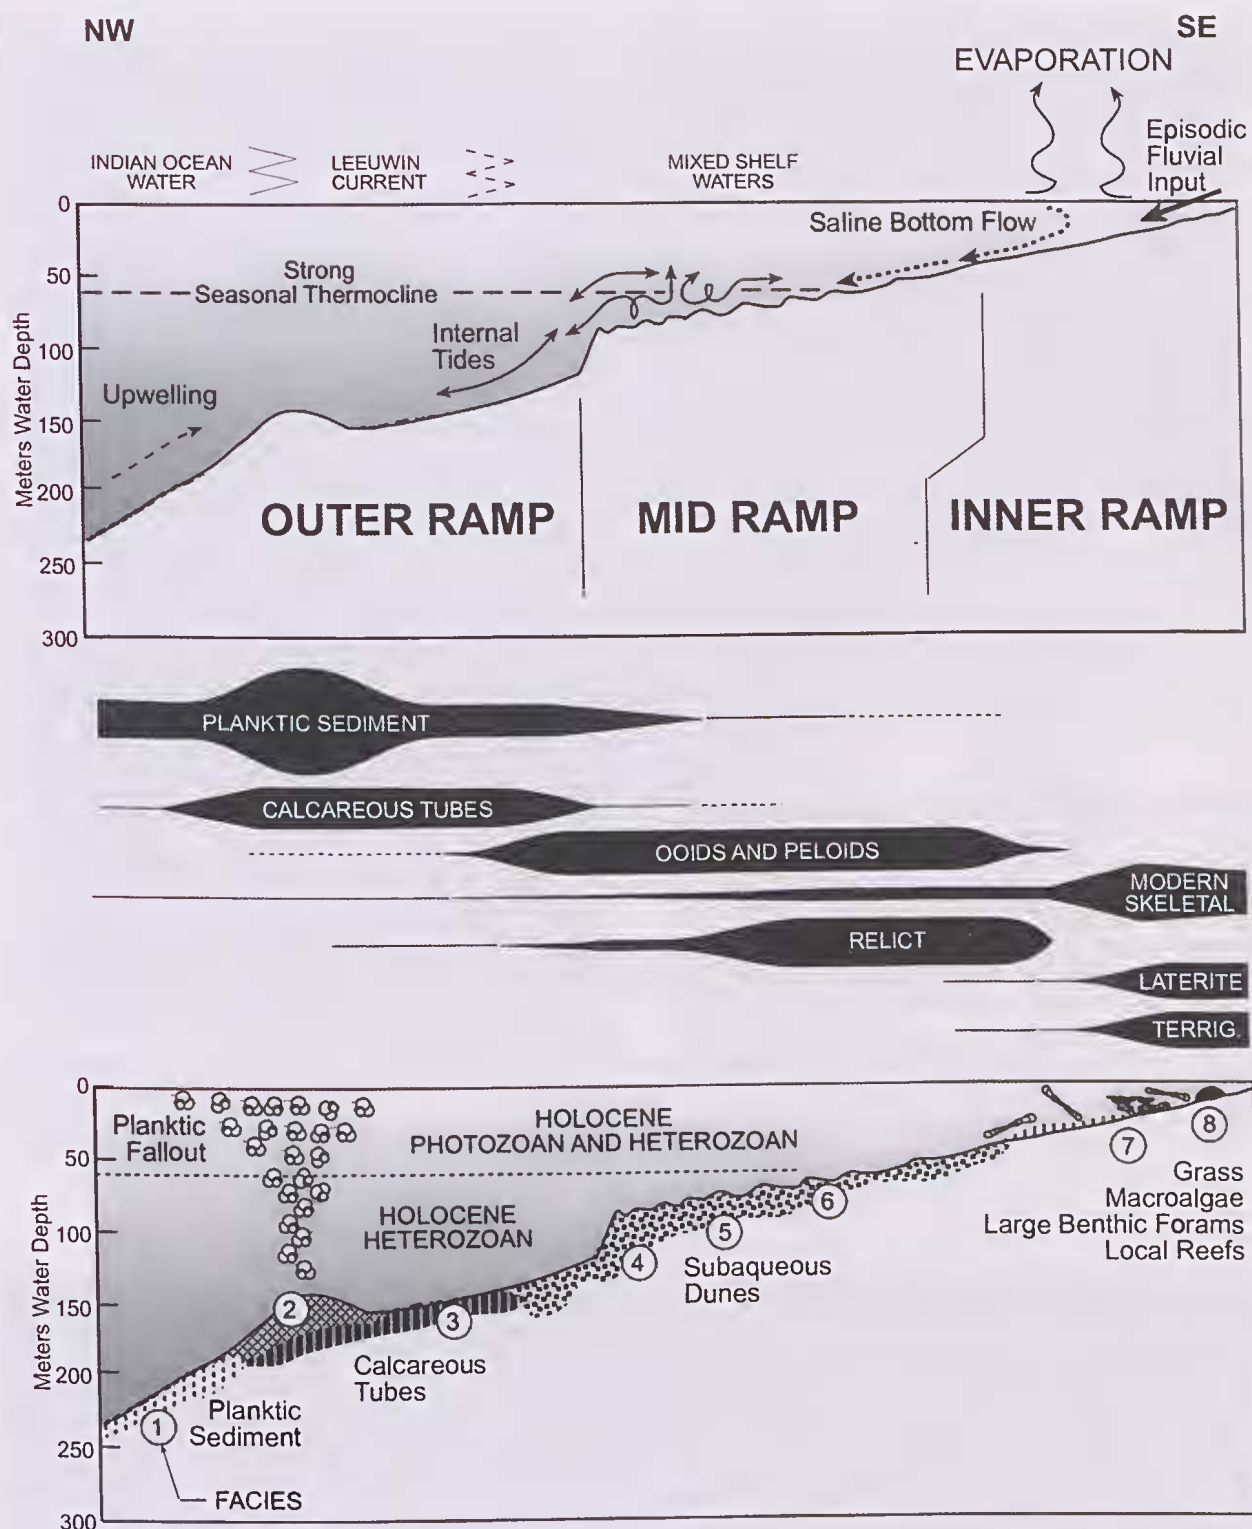 NW
SE
EVAPORATION
Episodic
Fluvial
Input
INDIAN OCEAN
WATER
LEEUWIN
CURRENT
MIXED SHELF
WATERS
0
50
100
150
200
250
300
Meters Water Depth
Saline Bottom Flow
Strong
Seasonal Thermocline
Internal
Tides
Upwelling
OUTER RAMP
MID RAMP
INNER RAMP
PLANKTIC SEDIMENT
CALCAREOUS TUBES
OOIDS AND PELOIDS
MODERN
SKELETAL
RELICT
LATERITE
TERRIG.
0
50
100
150
200
250
300
Meters Water Depth
Planktic
Fallout
HOLOCENE
PHOTOZOAN AND HETEROZOAN
HOLOCENE
HETEROZOAN
1
2
3
4
5
6
7
8
Grass
Macroalgae
Large Benthic Forams
Local Reefs
Subaqueous
Dunes
Calcareous
Tubes
Planktic
Sediment
FACIES